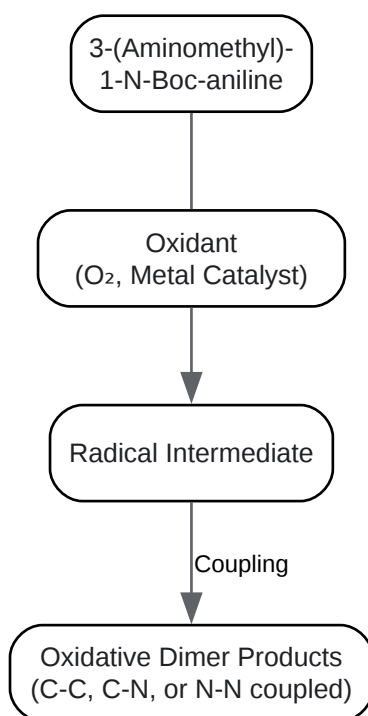 3-(Aminomethyl)-
1-N-Boc-aniline
Oxidant
(O₂, Metal Catalyst)
Radical Intermediate
Coupling
Oxidative Dimer Products
(C-C, C-N, or N-N coupled)